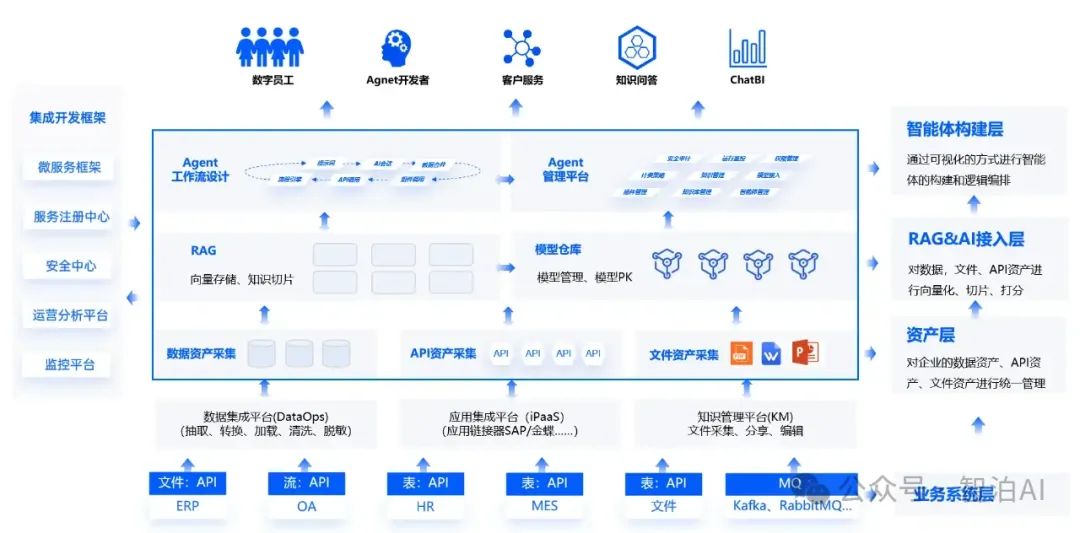 数字员工
Agnet开发者
客户服务
知识问答
ChatBI
集成开发框架
微服务框架
服务注册中心
安全中心
运营分析平台
监控平台
Agent
工作流设计
提示词
AI会话
数据合并
流程引擎
API调用
组件调用
Agent
管理平台
安全审计
运行监控
权限管理
计费策略
知识管理
模型接入
插件管理
知识库管理
智能体管理
RAG
向量存储、知识切片
模型仓库
模型管理、模型PK
数据资产采集
API资产采集
API
API
API
API
文件资产采集
PDF
W
P
数据集成平台(DataOps)
(抽取、转换、加载、清洗、脱敏)
应用集成平台（iPaaS）
(应用链接器SAP/金蝶......)
知识管理平台(KM)
文件采集、分享、编辑
文件：API
ERP
流：API
OA
表：API
HR
表：API
MES
表：API
文件
MQ
Kafka、RabbitMQ...
智能体构建层
通过可视化的方式进行智能
体的构建和逻辑编排
RAG&AI接入层
对数据，文件、API资产进
行向量化、切片、打分
资产层
对企业的数据资产、API资
产、文件资产进行统一管理
业务系统层
公众号 · 智泊AI